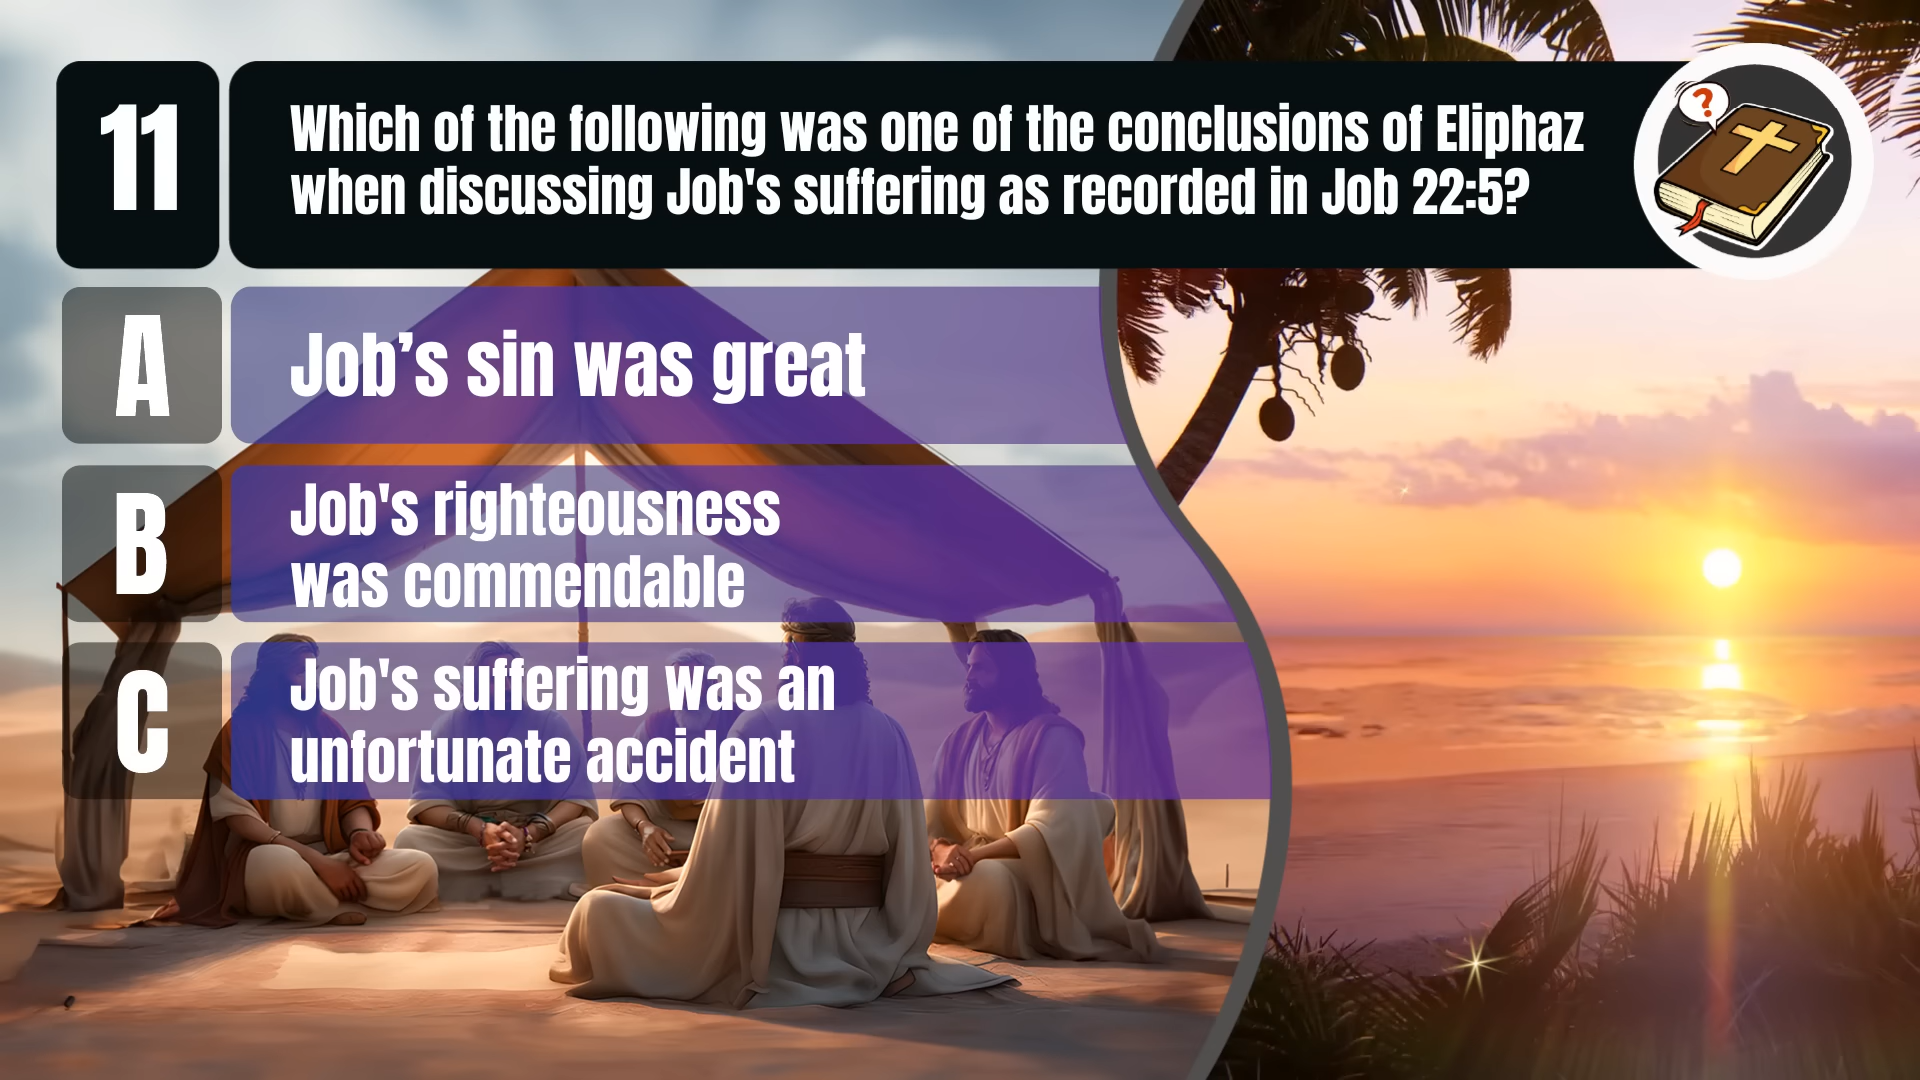 11
Which of the following was one of the conclusions of Eliphaz
when discussing Job's suffering as recorded in Job 22:5?
?
A
Job’s sin was great
B
Job's righteousness
was commendable
C
Job's suffering was an
unfortunate accident